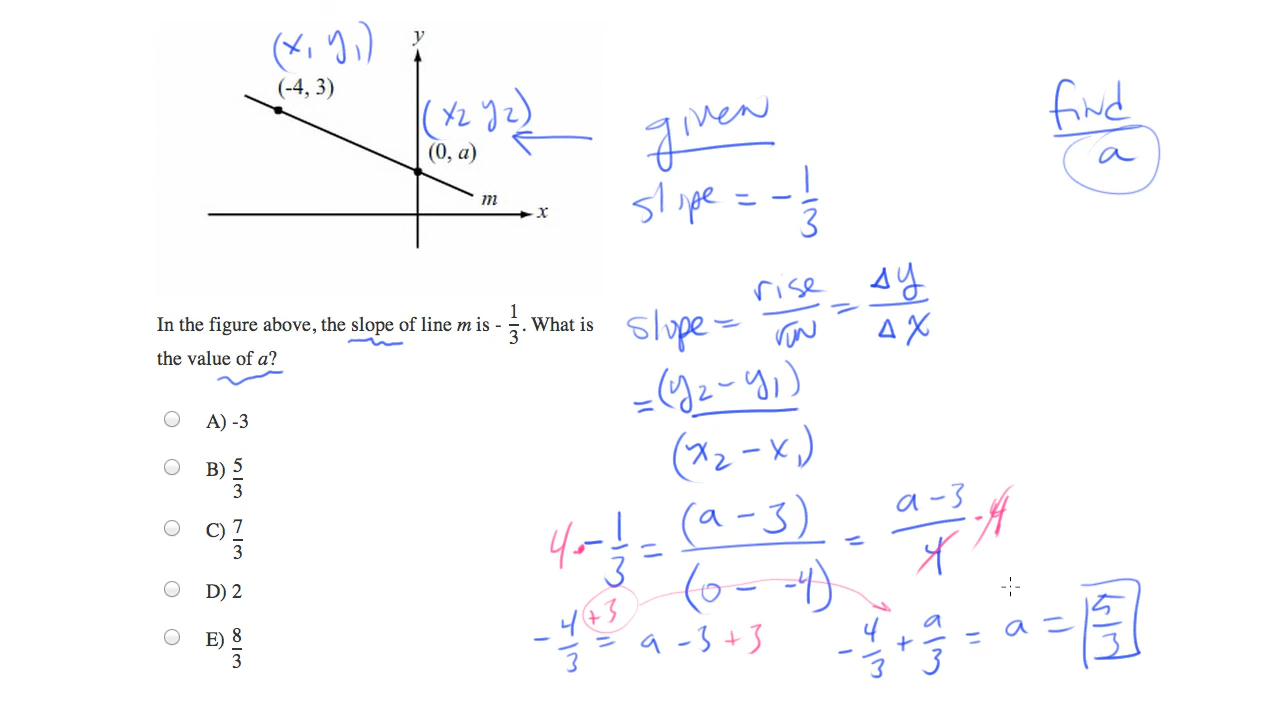 (x₁ y₁)
y
(-4, 3)
(x₂ y₂)
(0, a)
m
x
given
slope = -1/3
find
a
slope = rise/run = Δy/Δx
= (y₂ - y₁)/(x₂ - x₁)
In the figure above, the slope of line m is - 1/3. What is
the value of a?
A) -3
B) 5/3
C) 7/3
D) 2
E) 8/3
4 · -1/3 = (a - 3)/(0 - -4) = a - 3/4 · 4
-4/3 +3 = a - 3 + 3
-4/3 + 9/3 = a = 5/3